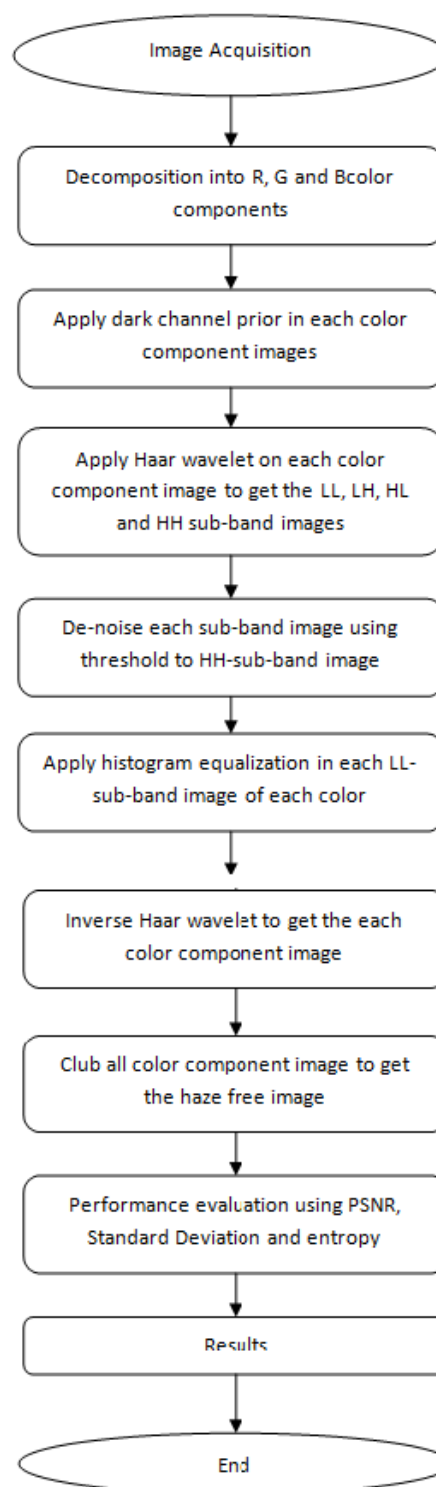 Image Acquisition
Decomposition into R, G and Bcolor
components
Apply dark channel prior in each color
component images
Apply Haar wavelet on each color
component image to get the LL, LH, HL
and HH sub-band images
De-noise each sub-band image using
threshold to HH-sub-band image
Apply histogram equalization in each LL-
sub-band image of each color
Inverse Haar wavelet to get the each
color component image
Club all color component image to get
the haze free image
Performance evaluation using PSNR,
Standard Deviation and entropy
Results
End